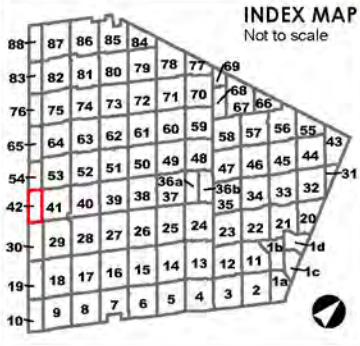 INDEX MAP
Not to scale
88 87 86 85 84
83 82 81 80 79 78 77 69
76 75 74 73 72 71 70 68 67 66
65 64 63 62 61 60 59 58 57 56 55 43
54 53 52 51 50 49 48 47 46 45 44 31
42 41 40 39 38 37 36a 36b 35 34 33 32
30 29 28 27 26 25 24 23 22 21 20
19 18 17 16 15 14 13 12 11 1b 1d
10 9 8 7 6 5 4 3 2 1a 1c